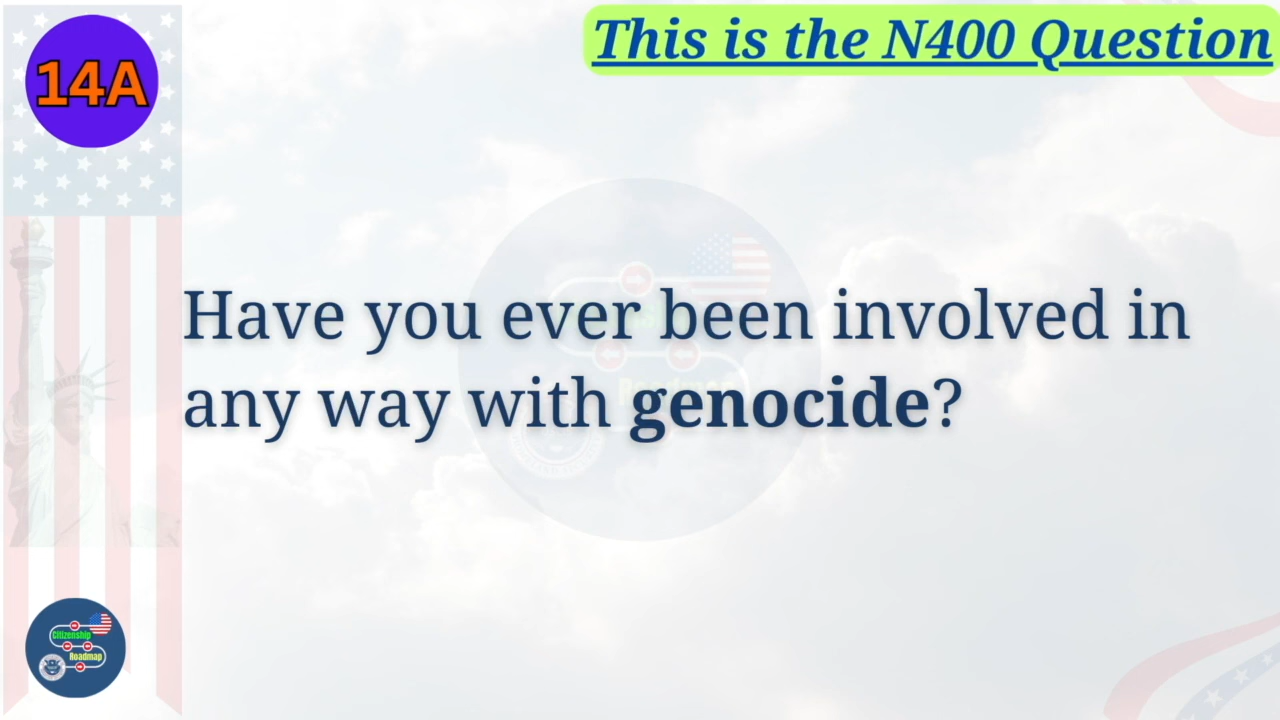 14A
This is the N400 Question
Have you ever been involved in
any way with genocide?
Citizenship
Roadmap